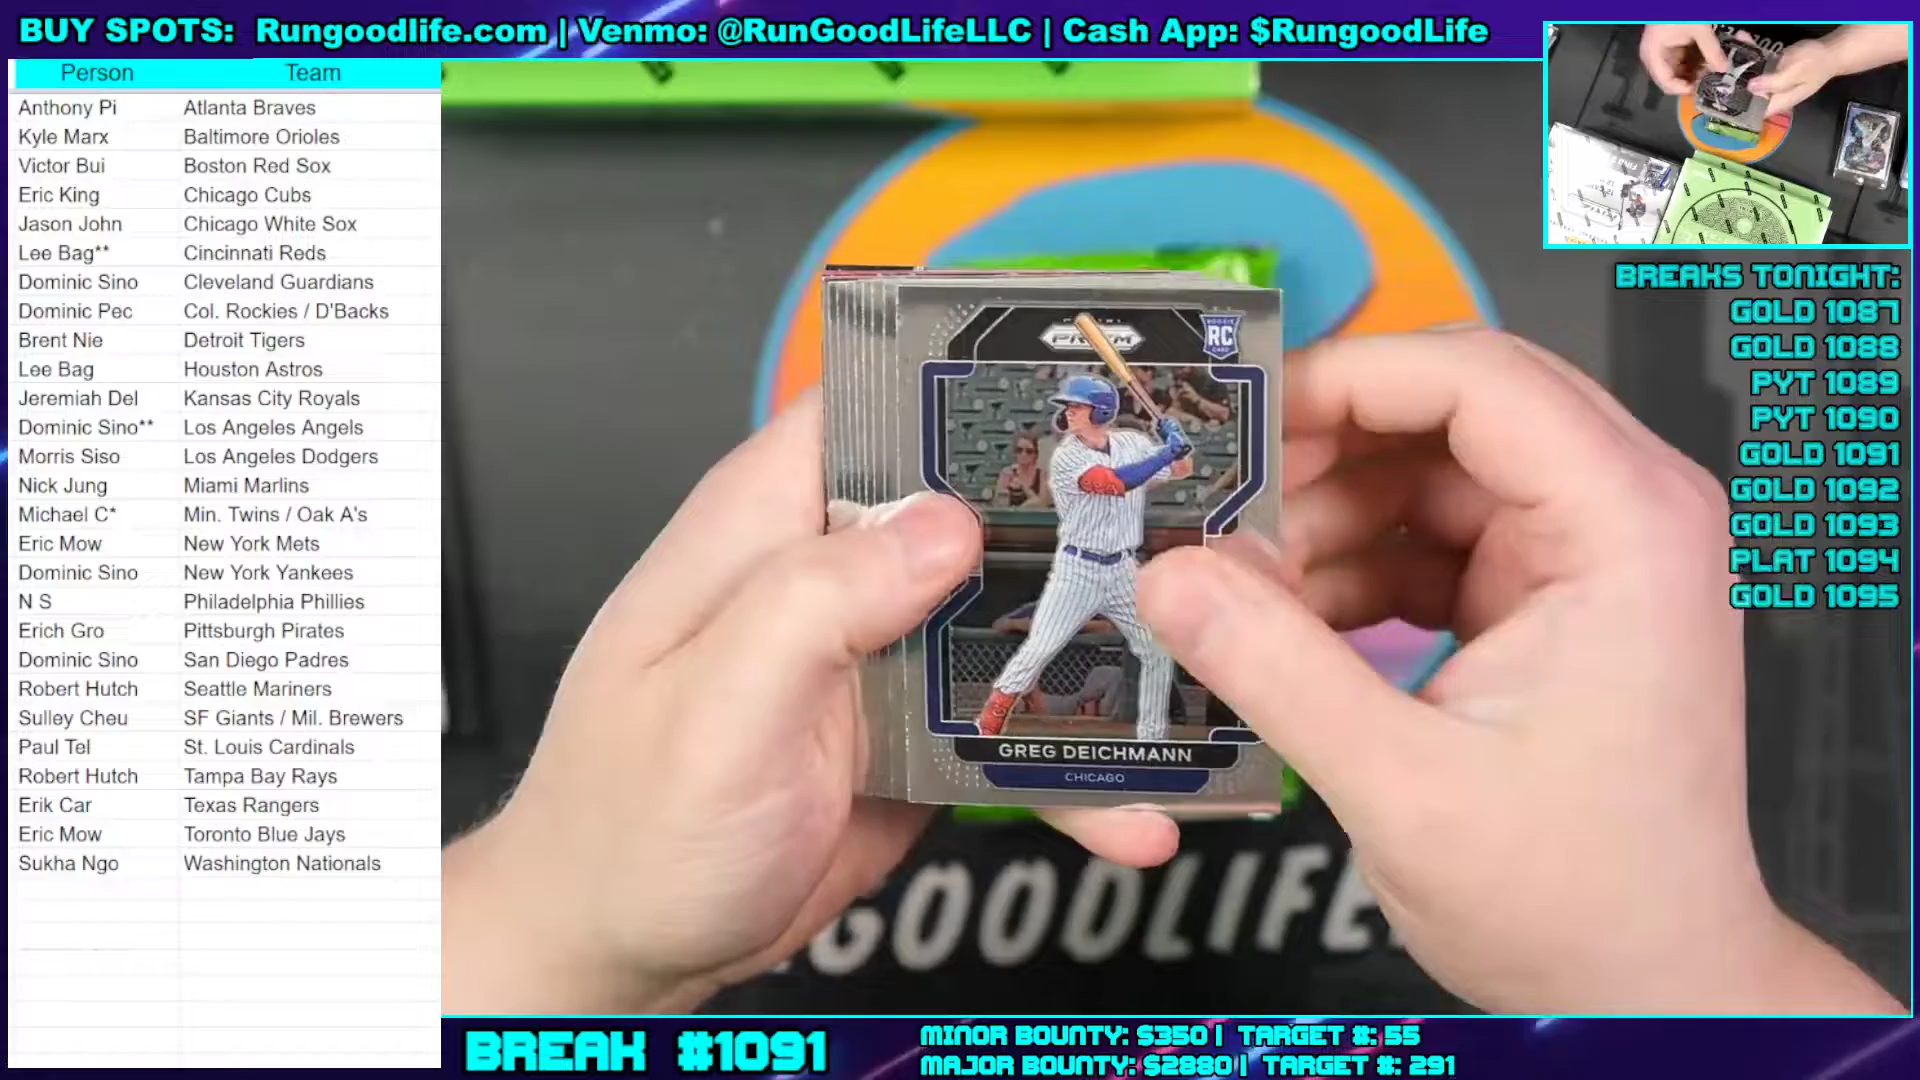 BUY SPOTS: Rungoodlife.com | Venmo: @RunGoodLifeLLC | Cash App: $RungoodLife
Person Team
Anthony Pi Atlanta Braves
Kyle Marx Baltimore Orioles
Victor Bui Boston Red Sox
Eric King Chicago Cubs
Jason John Chicago White Sox
Lee Bag** Cincinnati Reds
Dominic Sino Cleveland Guardians
Dominic Pec Col. Rockies / D'Backs
Brent Nie Detroit Tigers
Lee Bag Houston Astros
Jeremiah Del Kansas City Royals
Dominic Sino** Los Angeles Angels
Morris Siso Los Angeles Dodgers
Nick Jung Miami Marlins
Michael C* Min. Twins / Oak A's
Eric Mow New York Mets
Dominic Sino New York Yankees
N S Philadelphia Phillies
Erich Gro Pittsburgh Pirates
Dominic Sino San Diego Padres
Robert Hutch Seattle Mariners
Sulley Cheu SF Giants / Mil. Brewers
Paul Tel St. Louis Cardinals
Robert Hutch Tampa Bay Rays
Erik Car Texas Rangers
Eric Mow Toronto Blue Jays
Sukha Ngo Washington Nationals
PANINI
PRIZM
ROOKIE
RC
CARD
GREG DEICHMANN
CHICAGO
GOODLIFE
BREAKS TONIGHT:
GOLD 1087
GOLD 1088
PYT 1089
PYT 1090
GOLD 1091
GOLD 1092
GOLD 1093
PLAT 1094
GOLD 1095
BREAK #1091
MINOR BOUNTY: $350 | TARGET #: 55
MAJOR BOUNTY: $2880 | TARGET #: 291